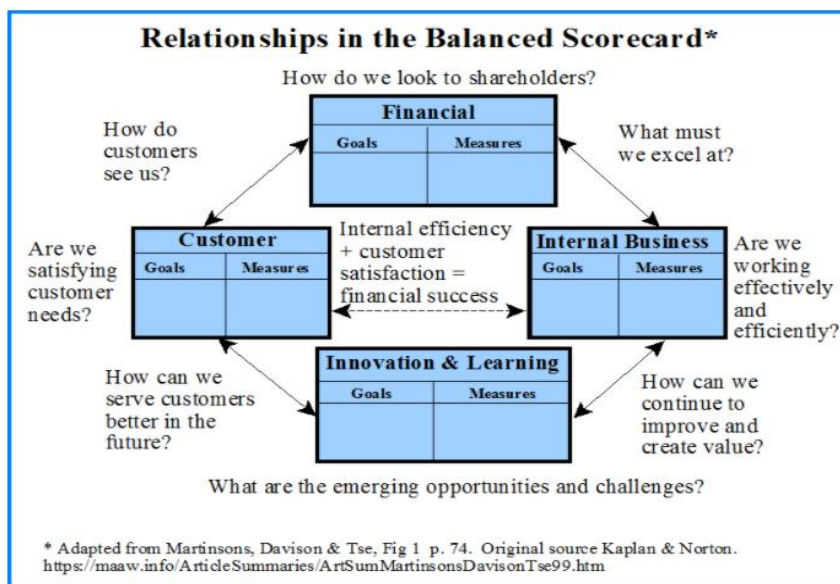 Relationships in the Balanced Scorecard*
How do we look to shareholders?
Financial
Goals Measures
How do
customers
see us?
What must
we excel at?
Customer
Goals Measures
Are we
satisfying
customer
needs?
Internal efficiency
+ customer
satisfaction =
financial success
Internal Business
Goals Measures
Are we
working
effectively
and
efficiently?
Innovation & Learning
Goals Measures
How can we
serve customers
better in the
future?
How can we
continue to
improve and
create value?
What are the emerging opportunities and challenges?
* Adapted from Martinsons, Davison & Tse, Fig 1 p. 74. Original source Kaplan & Norton.
https://maaw.info/ArticleSummaries/ArtSumMartinsonsDavisonTse99.htm